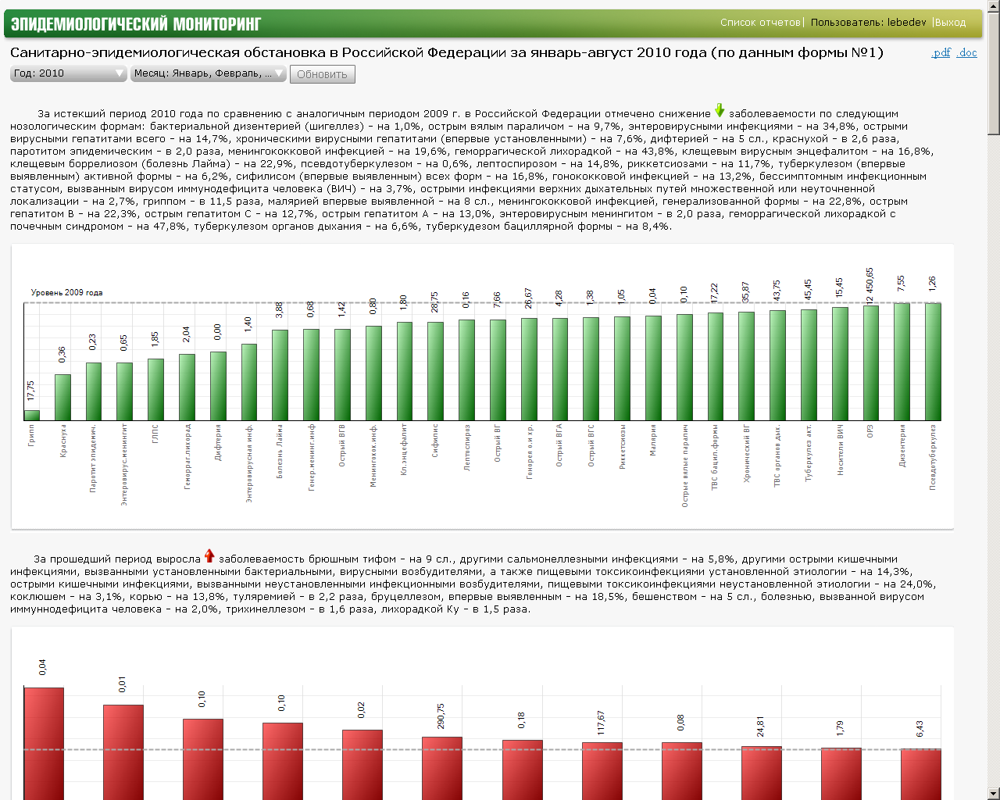 ЭПИДЕМИОЛОГИЧЕСКИЙ МОНИТОРИНГ
Список отчетов| Пользователь: lebedev |Выход
Санитарно-эпидемиологическая обстановка в Российской Федерации за январь-август 2010 года (по данным формы №1)
.pdf .doc
Год: 2010 Месяц: Январь, Февраль, ... Обновить
За истекший период 2010 года по сравнению с аналогичным периодом 2009 г. в Российской Федерации отмечено снижение заболеваемости по следующим
нозологическим формам: бактериальной дизентерией (шигеллез) - на 1,0%, острым вялым параличом - на 9,7%, энтеровирусными инфекциями - на 34,8%, острыми
вирусными гепатитами всего - на 14,7%, хроническими вирусными гепатитами (впервые установленными) - на 7,6%, дифтерией - на 5 сл., краснухой - в 2,6 раза,
паротитом эпидемическим - в 2,0 раза, менингококковой инфекцией - на 19,6%, геморрагической лихорадкой - на 43,8%, клещевым вирусным энцефалитом - на 16,8%,
клещевым боррелиозом (болезнь Лайма) - на 22,9%, псевдотуберкулезом - на 0,6%, лептоспирозом - на 14,8%, риккетсиозами - на 11,7%, туберкулезом (впервые
выявленным) активной формы - на 6,2%, сифилисом (впервые выявленным) всех форм - на 16,8%, гонококковой инфекцией - на 13,2%, бессимптомным инфекционным
статусом, вызванным вирусом иммунодефицита человека (ВИЧ) - на 3,7%, острыми инфекциями верхних дыхательных путей множественной или неуточненной
локализации - на 2,7%, гриппом - в 11,5 раза, малярией впервые выявленной - на 8 сл., менингококковой инфекцией, генерализованной формы - на 22,8%, острым
гепатитом В - на 22,3%, острым гепатитом С - на 12,7%, острым гепатитом А - на 13,0%, энтеровирусным менингитом - в 2,0 раза, геморрагической лихорадкой с
почечным синдромом - на 47,8%, туберкулезом органов дыхания - на 6,6%, туберкудезом бациллярной формы - на 8,4%.
Уровень 2009 года
17,75
0,36
0,23
0,65
1,85
2,04
0,00
1,40
3,88
0,68
1,42
0,80
1,80
28,75
0,16
7,66
26,67
4,28
1,38
1,05
0,04
0,10
17,22
35,87
43,75
45,45
15,45
12 450,65
7,55
1,26
Грипп
Краснуха
Паротит эпидемич.
Энтеровирус.менингит
ГЛПС
Геморраг.лихорад
Дифтерия
Энтеровирусная инф.
Болезнь Лайма
Генер.менинг.инф
Острый ВГВ
Менингокок.инф.
Кл.энцефалит
Сифилис
Лептоспироз
Острый ВГ
Гонорея о.и хр.
Острый ВГА
Острый ВГС
Риккетсиозы
Малярия
Острые вялые паралич
ТВС бацил.формы
Хронический ВГ
ТВС органов дых.
Туберкулез акт.
Носители ВИЧ
ОРЗ
Дизентерия
Псевдотуберкулез
За прошедший период выросла заболеваемость брюшным тифом - на 9 сл., другими сальмонеллезными инфекциями - на 5,8%, другими острыми кишечными
инфекциями, вызванными установленными бактериальными, вирусными возбудителями, а также пищевыми токсикоинфекциями установленной этиологии - на 14,3%,
острыми кишечными инфекциями, вызванными неустановленными инфекционными возбудителями, пищевыми токсикоинфекциями неустановленной этиологии - на 24,0%,
коклюшем - на 3,1%, корью - на 13,8%, туляремией - в 2,2 раза, бруцеллезом, впервые выявленным - на 18,5%, бешенством - на 5 сл., болезнью, вызванной вирусом
иммуннодефицита человека - на 2,0%, трихинеллезом - в 1,6 раза, лихорадкой Ку - в 1,5 раза.
0,04
0,01
0,10
0,10
0,02
290,75
0,18
117,67
0,08
24,81
1,79
6,43